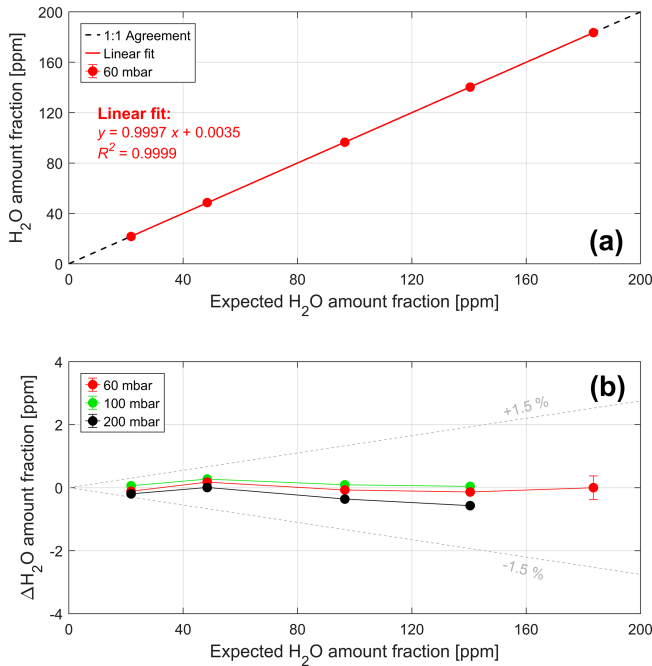 200
160
120
80
40
0
H2O amount fraction [ppm]
1:1 Agreement
Linear fit
60 mbar
Linear fit:
y = 0.9997 x + 0.0035
R² = 0.9999
(a)
0 40 80 120 160 200
Expected H2O amount fraction [ppm]
4
2
0
-2
-4
ΔH2O amount fraction [ppm]
60 mbar
100 mbar
200 mbar
(b)
+1.5 %
-1.5 %
0 40 80 120 160 200
Expected H2O amount fraction [ppm]